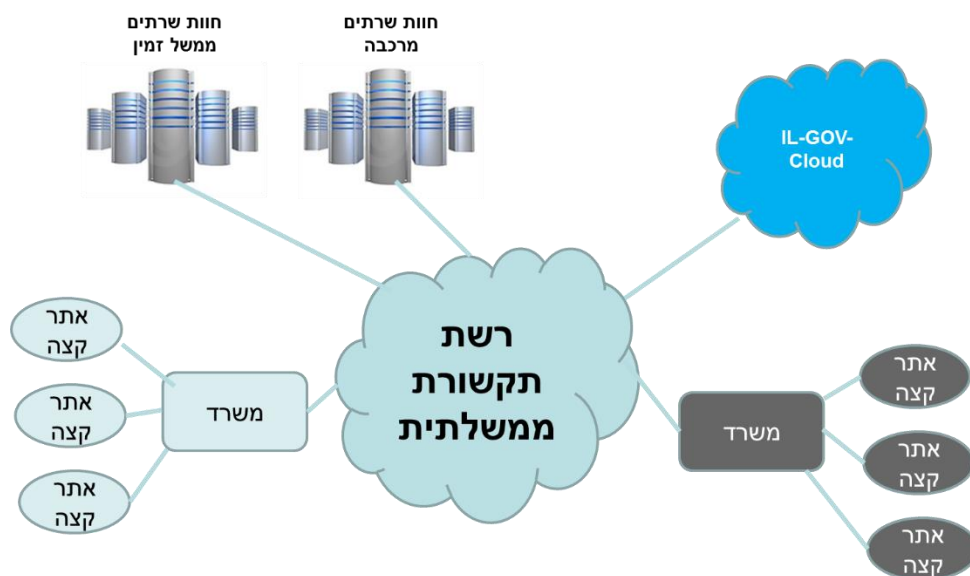 חוות שרתים
ממשל זמין
חוות שרתים
מרכבה
IL-GOV-
Cloud
רשת
תקשורת
ממשלתית
אתר
קצה
אתר
קצה
אתר
קצה
משרד
משרד
אתר
קצה
אתר
קצה
אתר
קצה